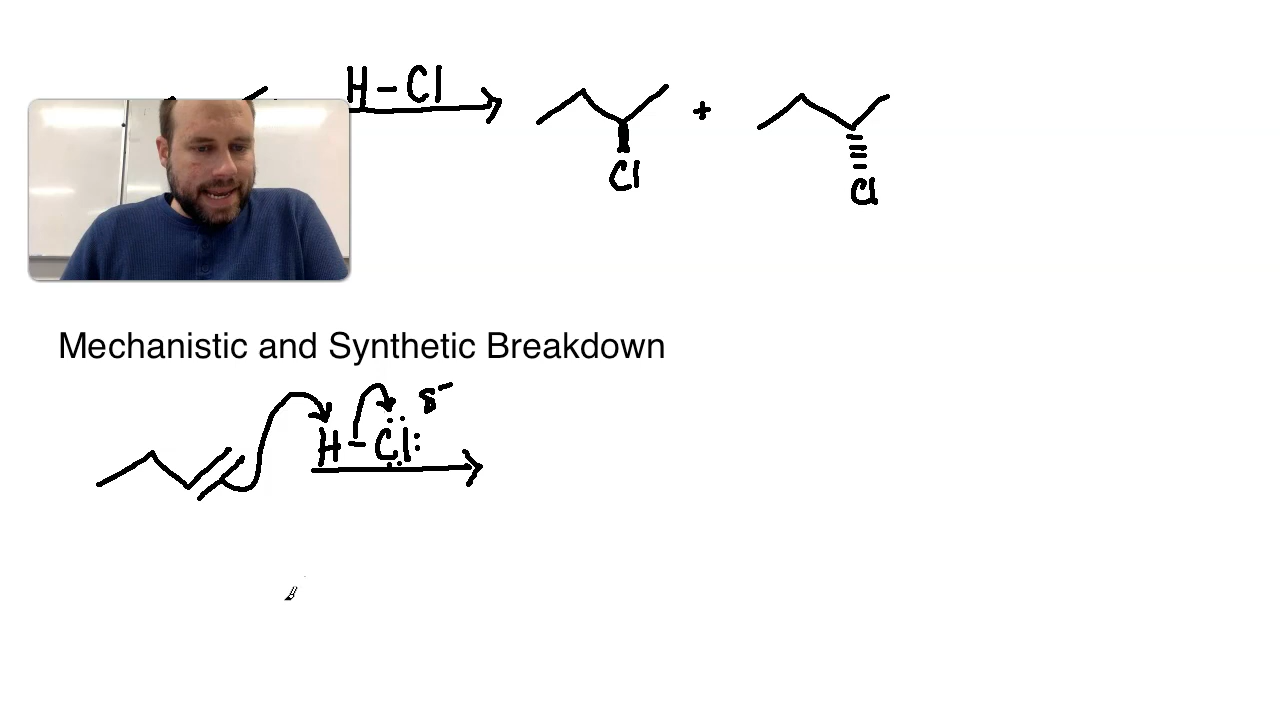 H-Cl
+
Cl
Cl
Mechanistic and Synthetic Breakdown
δ-
H-Cl